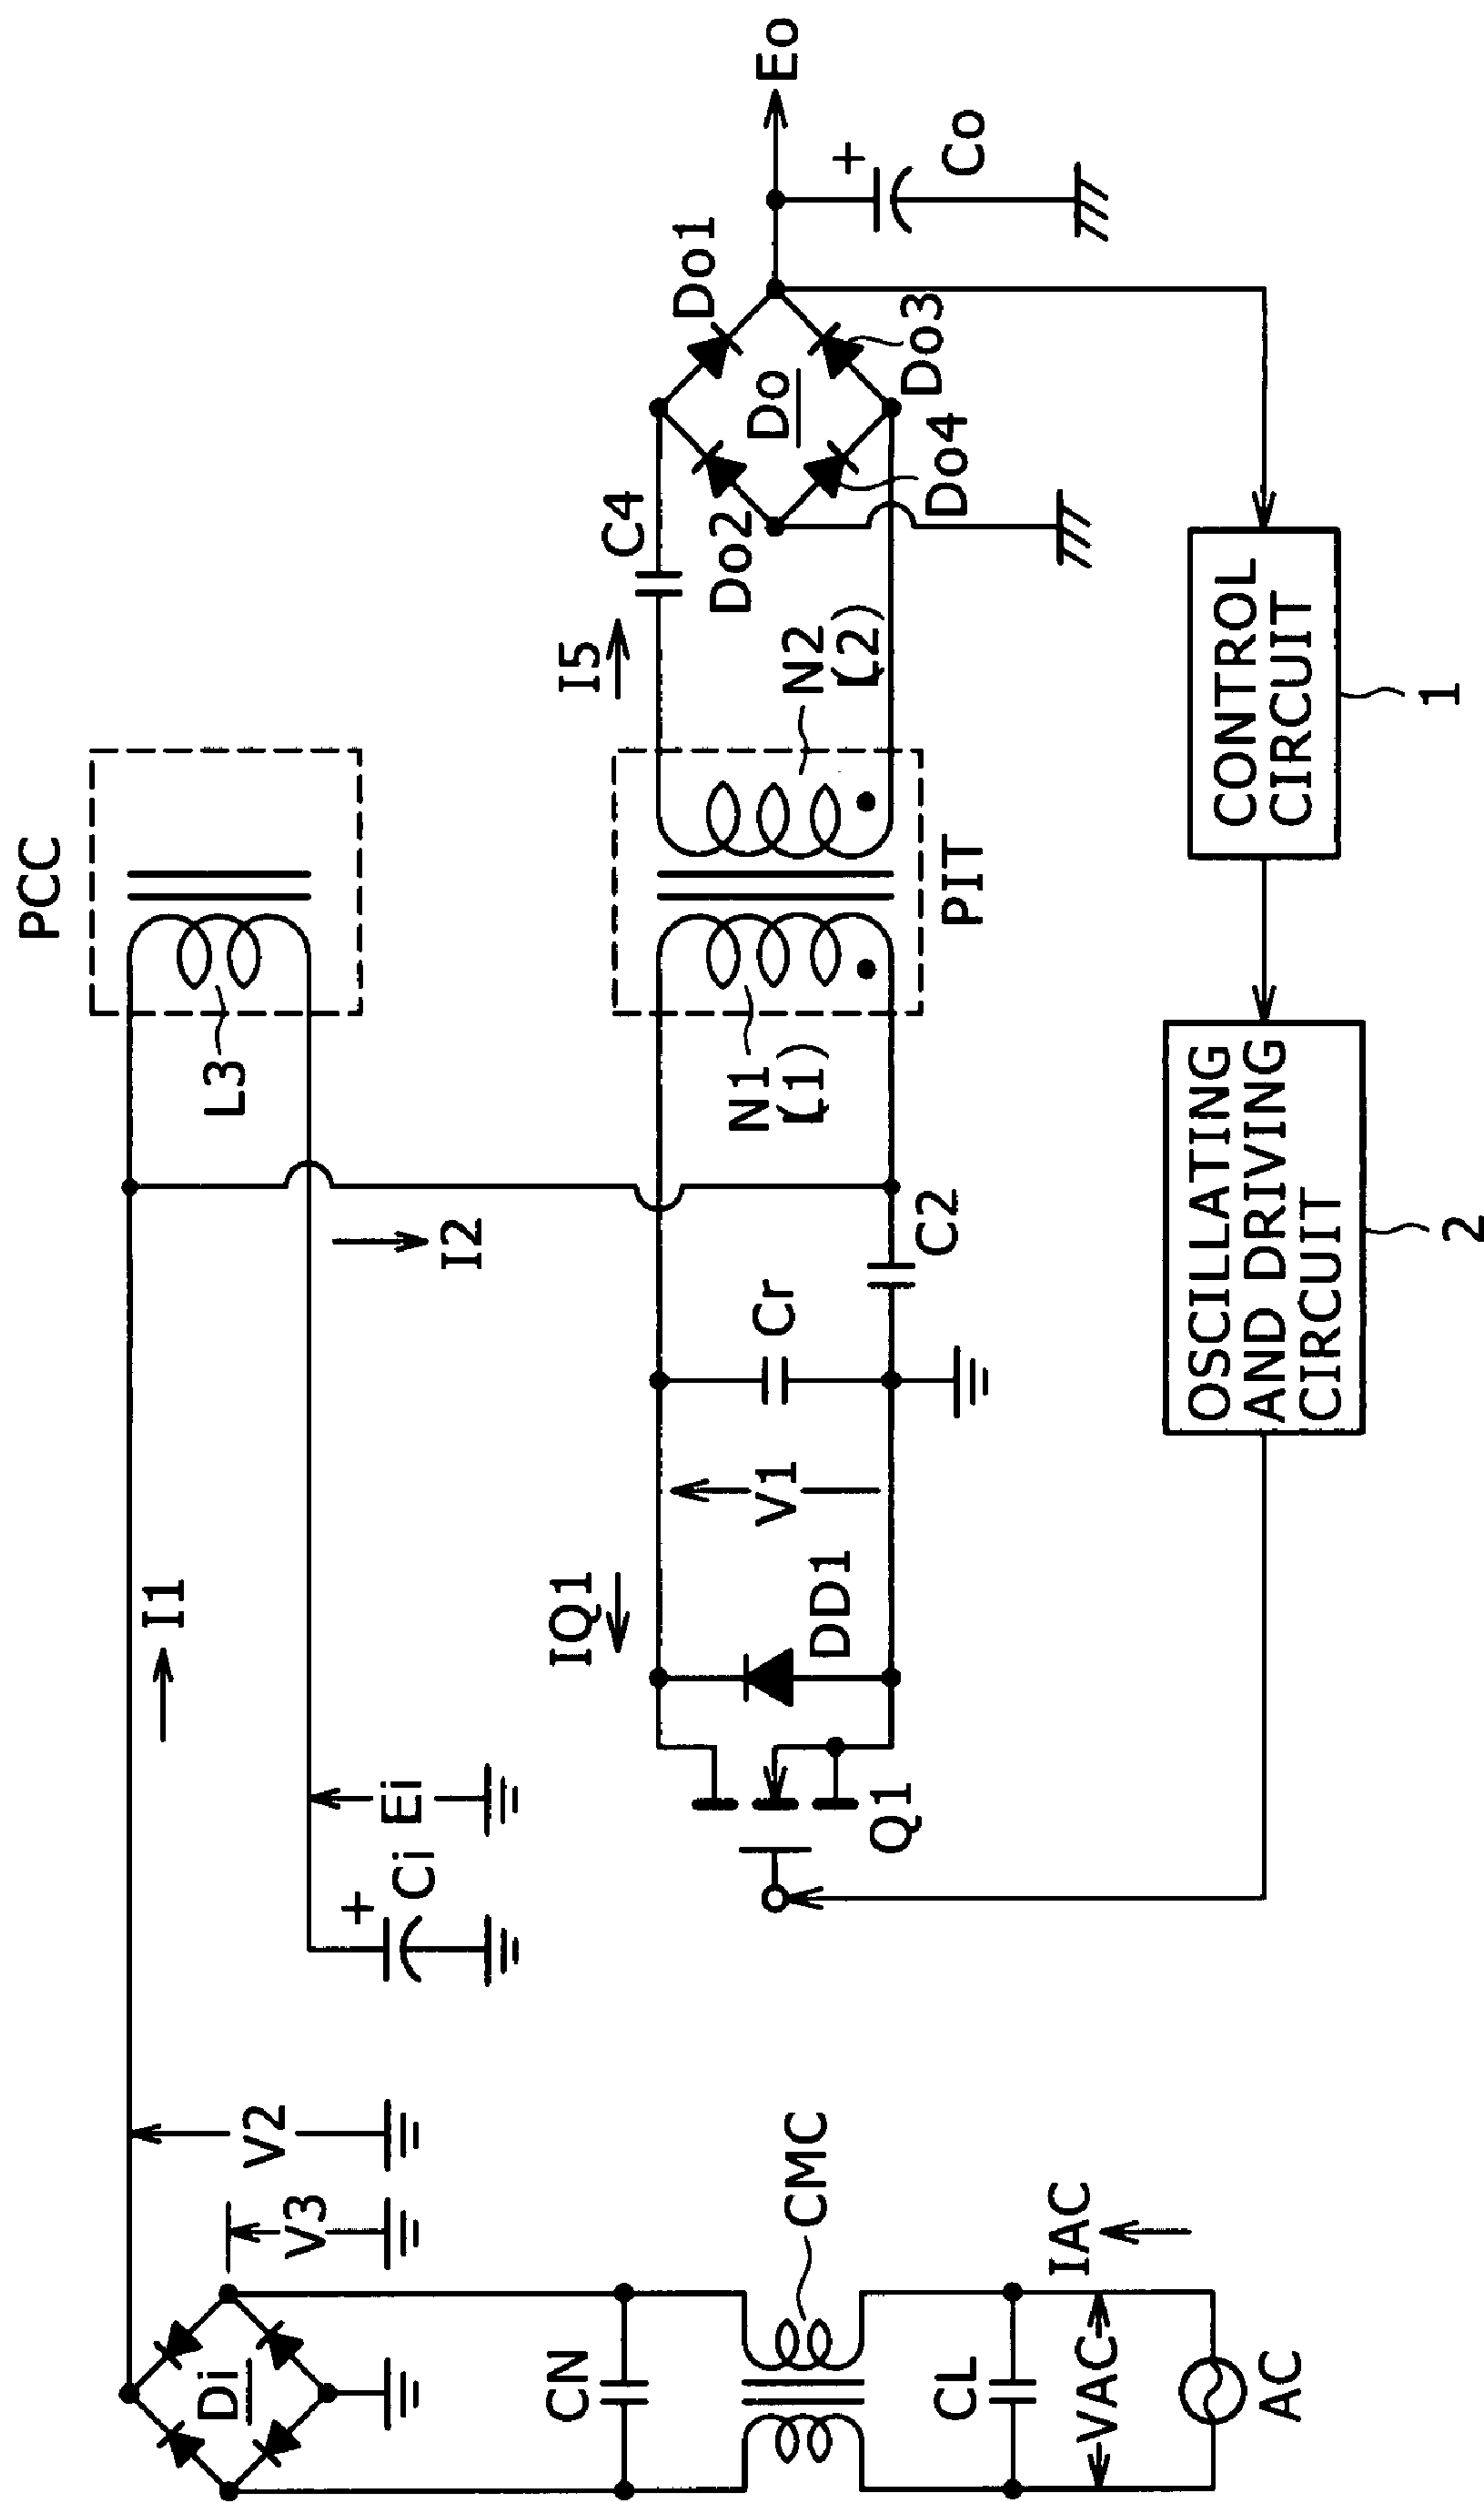 PCC
L3
I1
I2
Ei
Ci
+
V2
V3
Di
CN
CMC
CL
IAC
VAC
AC
IQ1
DD1
V1
Cr
C2
Q1
N1
(L1)
PIT
N2
(L2)
I5
C4
Do1
Do2
Do
Do3
Do4
+
Co
Eo
CONTROL
CIRCUIT
1
OSCILLATING
AND DRIVING
CIRCUIT
2